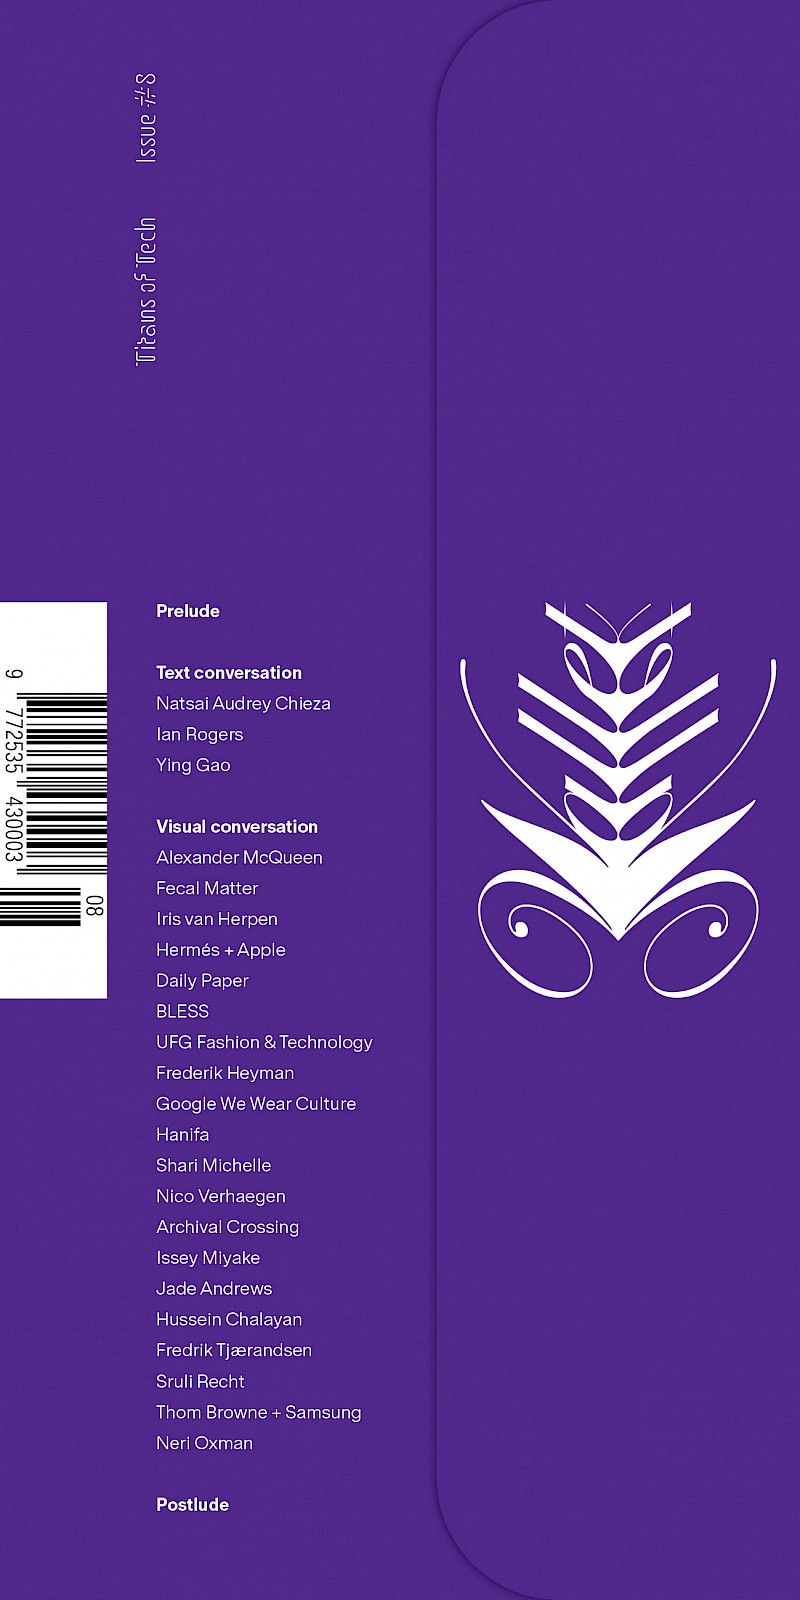 Issue #8
Titans of Tech
9 772535 430003
08
Prelude
Text conversation
Natsai Audrey Chieza
Ian Rogers
Ying Gao
Visual conversation
Alexander McQueen
Fecal Matter
Iris van Herpen
Hermés + Apple
Daily Paper
BLESS
UFG Fashion & Technology
Frederik Heyman
Google We Wear Culture
Hanifa
Shari Michelle
Nico Verhaegen
Archival Crossing
Issey Miyake
Jade Andrews
Hussein Chalayan
Fredrik Tjærandsen
Sruli Recht
Thom Browne + Samsung
Neri Oxman
Postlude